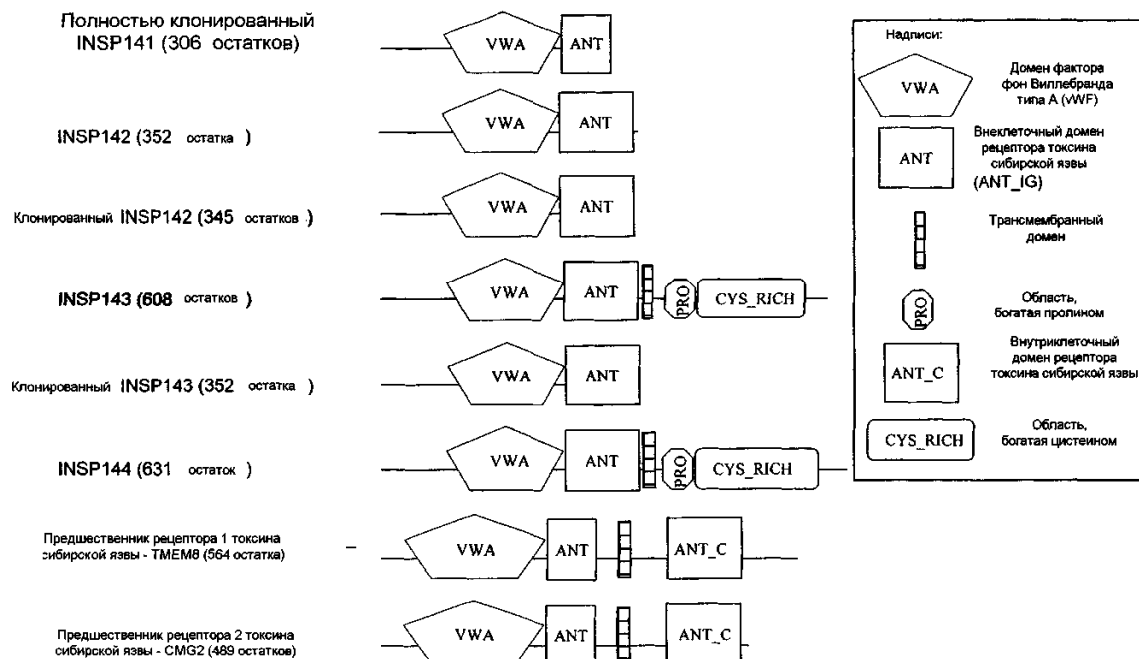 Полностью клонированный
INSP141 (306 остатков)
VWA
ANT
INSP142 (352 остатка )
VWA
ANT
Клонированный INSP142 (345 остатков )
VWA
ANT
INSP143 (608 остатков )
VWA
ANT
PRO
CYS_RICH
Клонированный INSP143 (352 остатка )
VWA
ANT
INSP144 (631 остаток )
VWA
ANT
PRO
CYS_RICH
Предшественник рецептора 1 токсина
сибирской язвы - TMEM8 (564 остатка)
VWA
ANT
ANT_C
Предшественник рецептора 2 токсина
сибирской язвы - CMG2 (489 остатков)
VWA
ANT
ANT_C
Надписи:
VWA
Домен фактора
фон Виллебранда
типа А (vWF)
ANT
Внеклеточный домен
рецептора токсина
сибирской язвы
(ANT_IG)
Трансмембранный
домен
PRO
Область,
богатая пролином
ANT_C
Внутриклеточный
домен рецептора
токсина сибирской язвы
CYS_RICH
Область,
богатая цистеином